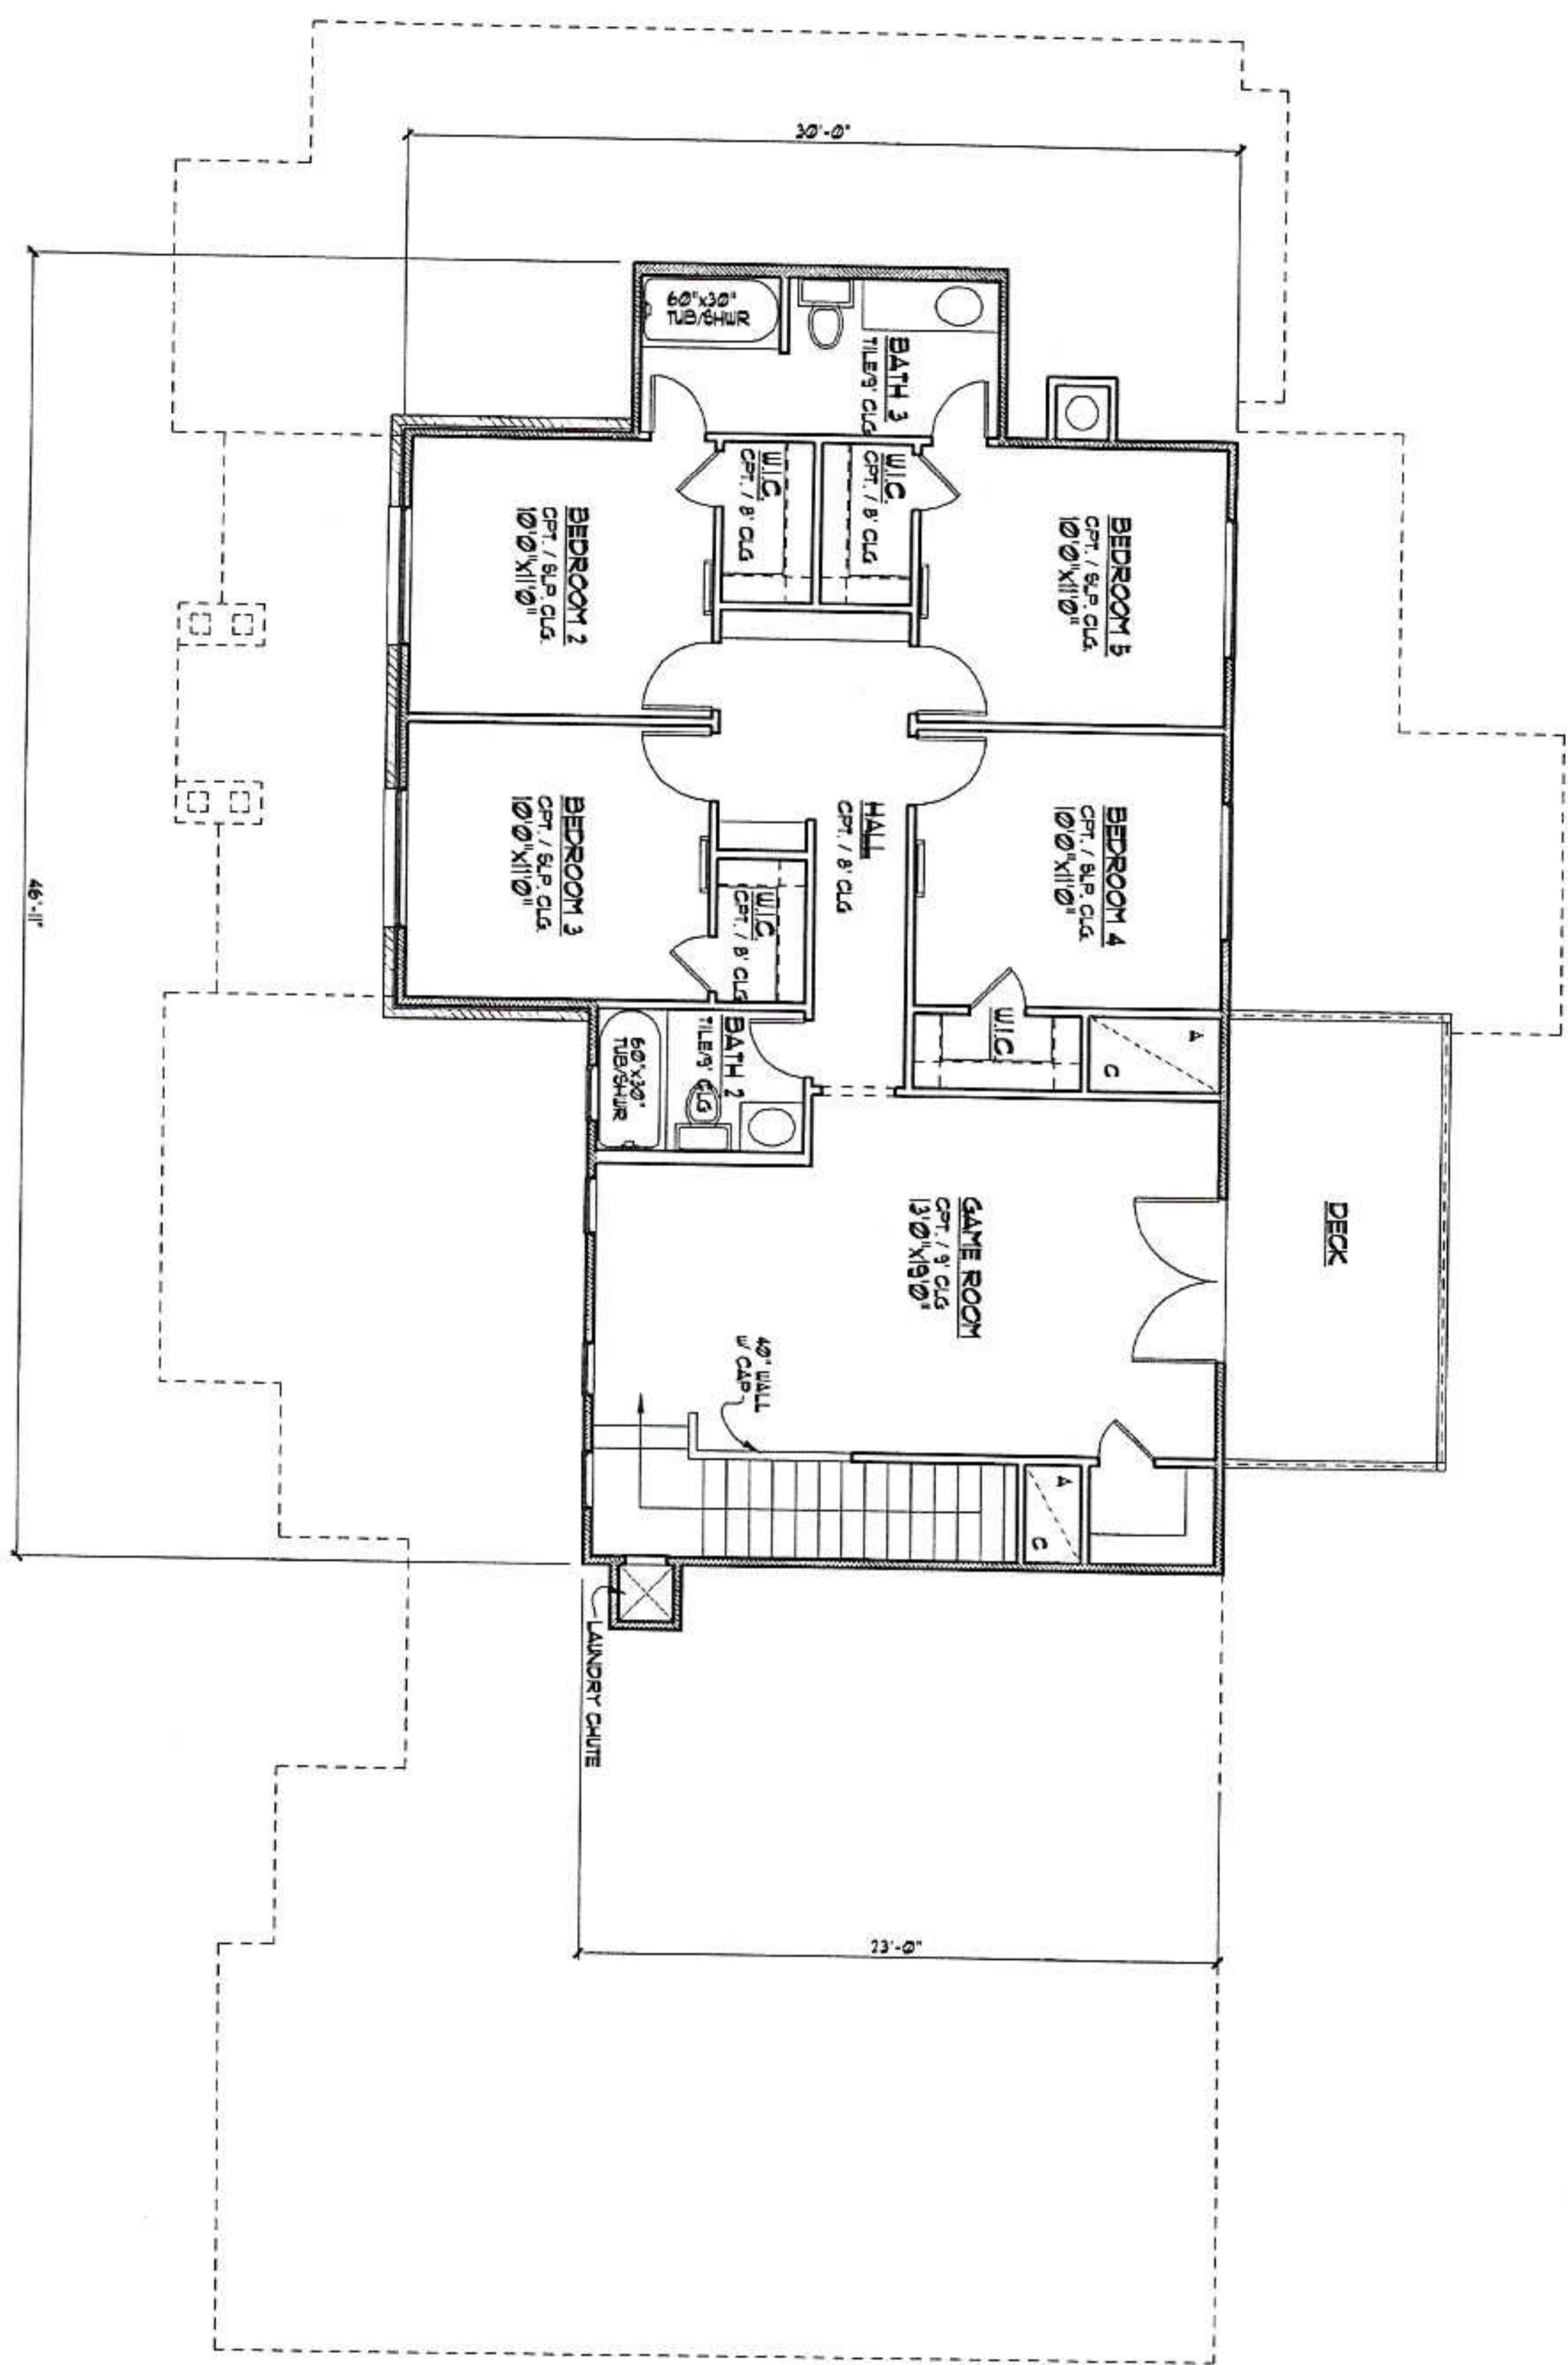 DECK
BEDROOM 5
CPT. / SLP. CLG.
10'0"x11'0"
BEDROOM 4
CPT. / SLP. CLG.
10'0"x11'0"
W.I.C.
A
C
BATH 3
TILE/9' CLG
60"x30"
TUB/SHWR
W.I.C.
CPT. / 8' CLG
W.I.C.
CPT. / 8' CLG
HALL
CPT. / 8' CLG
GAME ROOM
CPT. / 9' CLG
13'0"x19'0"
A
C
40" WALL
W/ CAP
W.I.C.
CPT. / 8' CLG
BATH 2
TILE/9' CLG
60"x30"
TUB/SHWR
BEDROOM 2
CPT. / SLP. CLG.
10'0"x11'0"
BEDROOM 3
CPT. / SLP. CLG.
10'0"x11'0"
LAUNDRY CHUTE
30'-0"
23'-0"
46'-11"